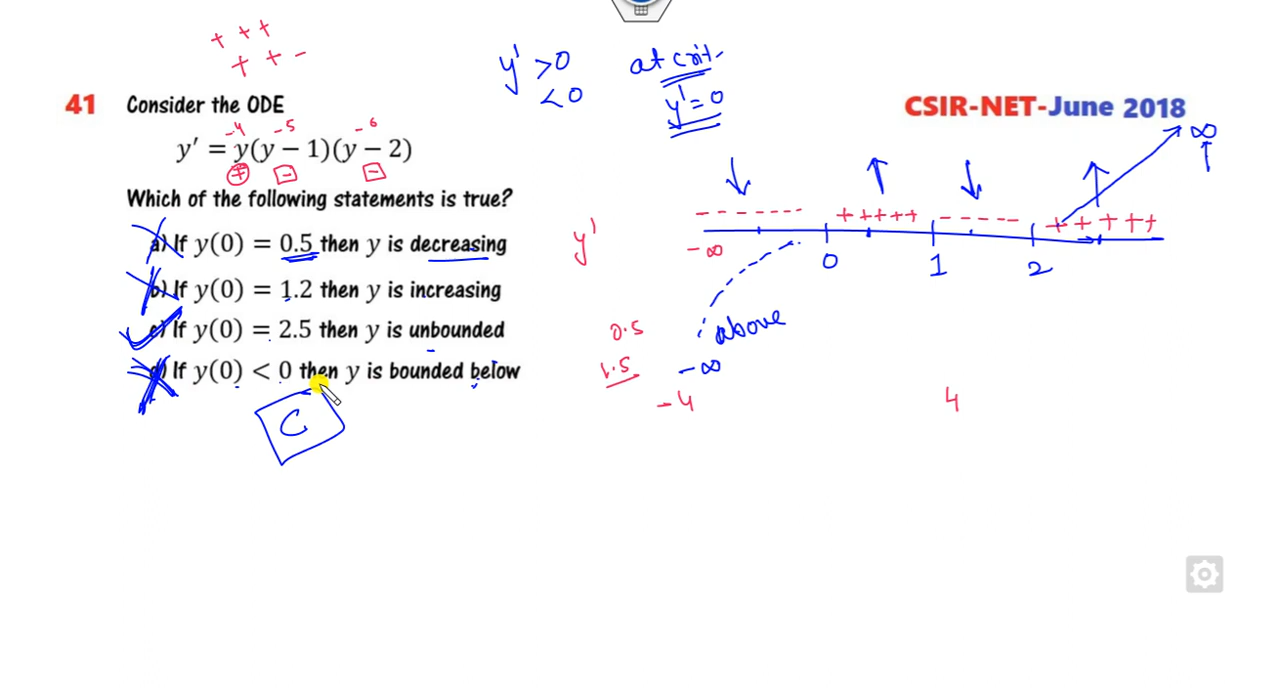 + + +
+ + -
y' > 0
< 0
at crit.
y' = 0
41 Consider the ODE
CSIR-NET-June 2018
-4 -5 -6
y′ = y(y − 1)(y − 2)
+ - -
∞
Which of the following statements is true?
- - - - - - - + + + + + - - - - - - + + + + +
y'
-∞ 0 1 2
a) If y(0) = 0.5 then y is decreasing
b) If y(0) = 1.2 then y is increasing
c) If y(0) = 2.5 then y is unbounded
0.5 above
d) If y(0) < 0 then y is bounded below
1.5 -∞
-4 4
C